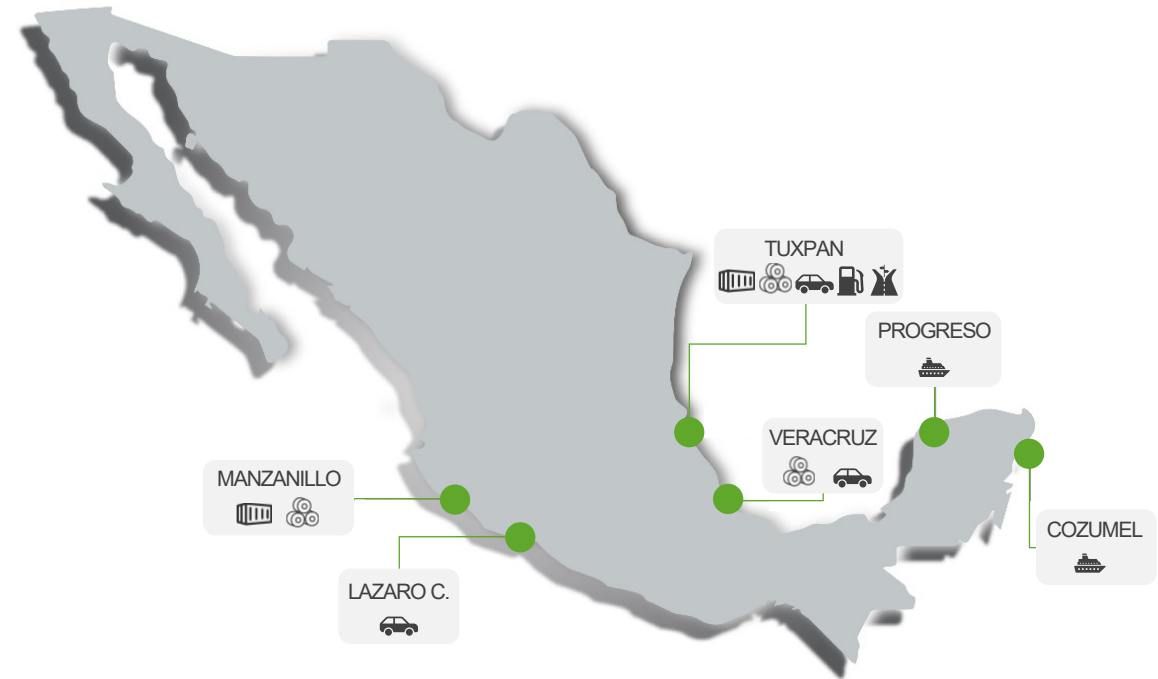 TUXPAN
PROGRESO
VERACRUZ
MANZANILLO
COZUMEL
LAZARO C.